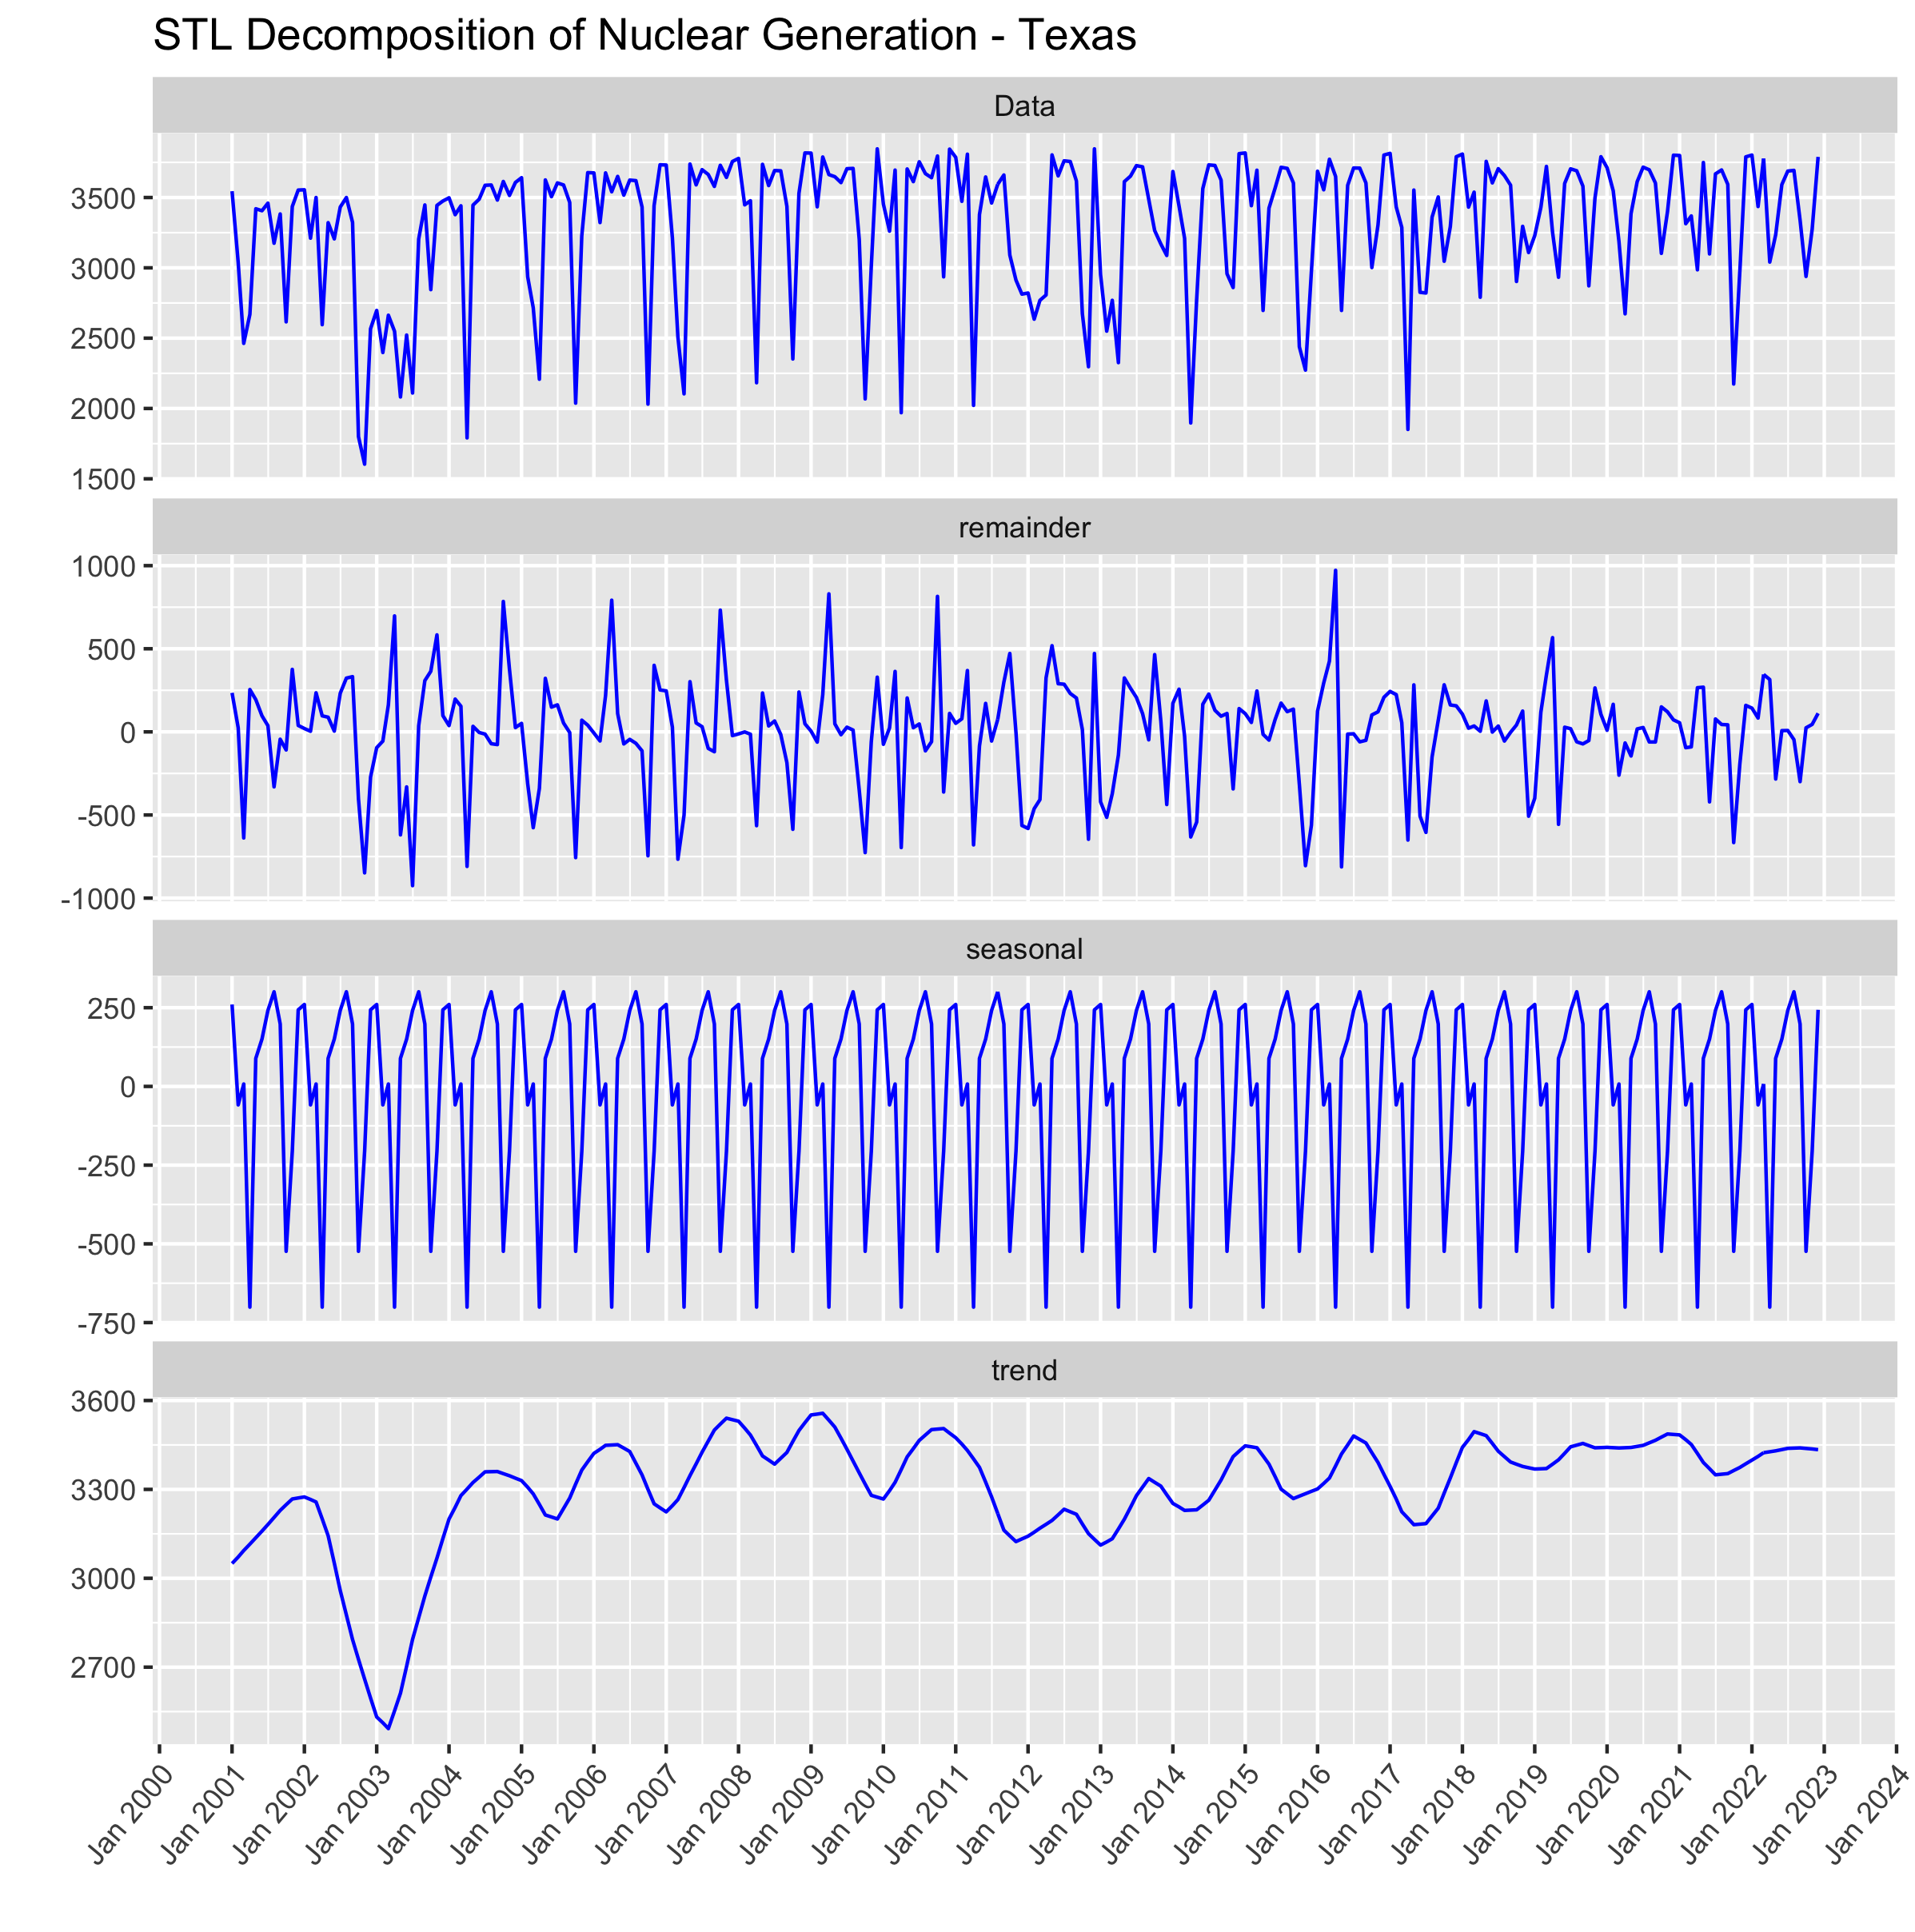 STL Decomposition of Nuclear Generation - Texas
Data
3500
3000
2500
2000
1500
remainder
1000
500
0
-500
-1000
seasonal
250
0
-250
-500
-750
trend
3600
3300
3000
2700
Jan 2000
Jan 2001
Jan 2002
Jan 2003
Jan 2004
Jan 2005
Jan 2006
Jan 2007
Jan 2008
Jan 2009
Jan 2010
Jan 2011
Jan 2012
Jan 2013
Jan 2014
Jan 2015
Jan 2016
Jan 2017
Jan 2018
Jan 2019
Jan 2020
Jan 2021
Jan 2022
Jan 2023
Jan 2024